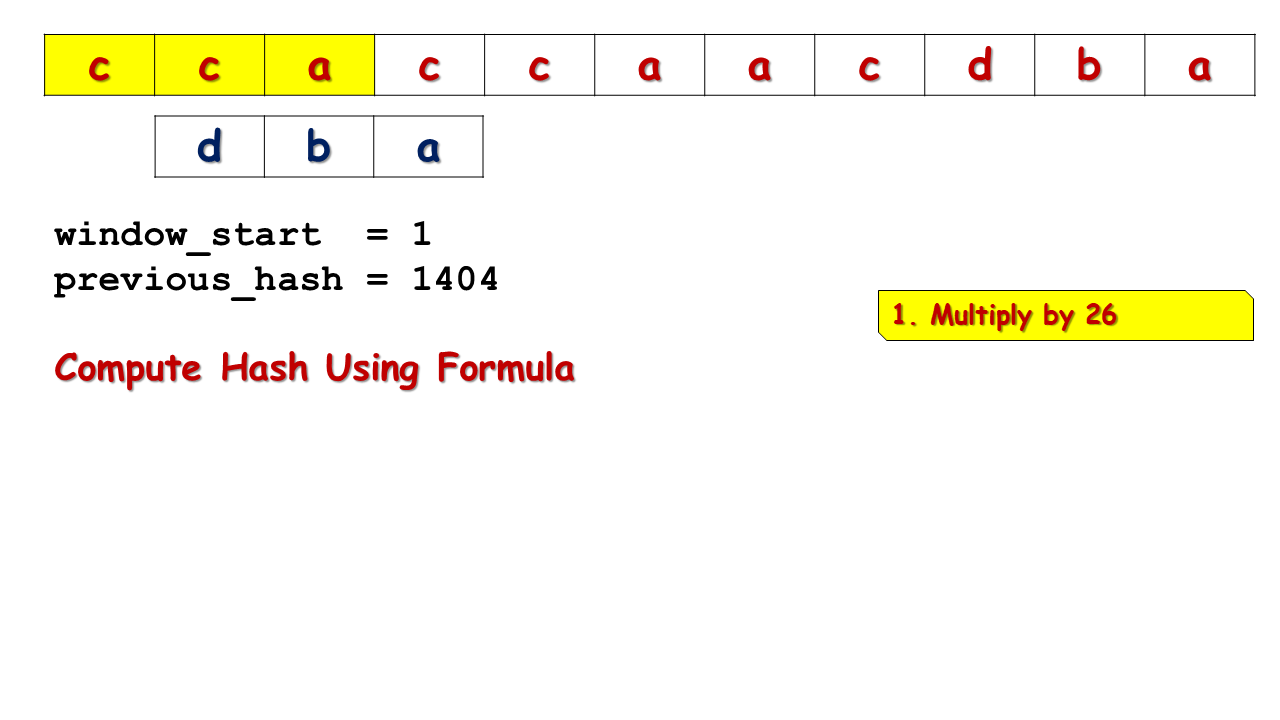 c c a c c a a c d b a
d b a
window_start = 1
previous_hash = 1404
1. Multiply by 26
Compute Hash Using Formula